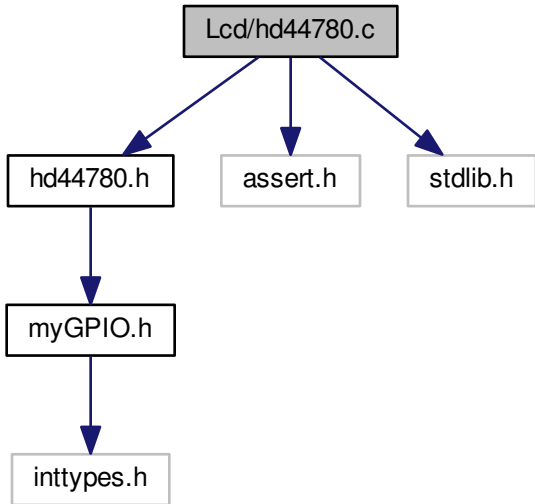 Lcd/hd44780.c
hd44780.h
assert.h
stdlib.h
myGPIO.h
inttypes.h